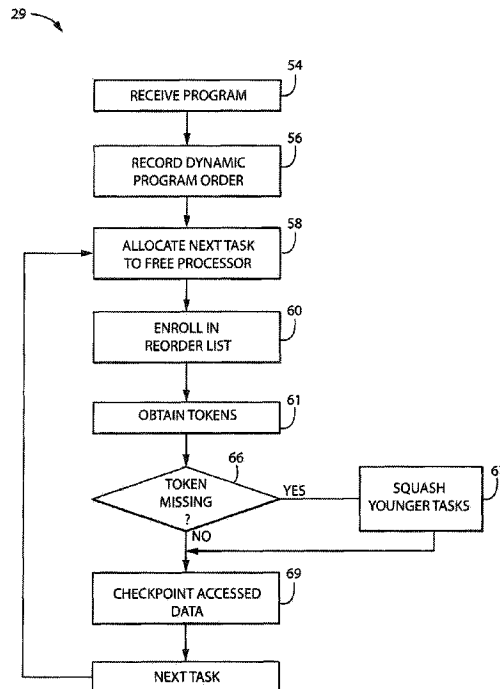 29
54
RECEIVE PROGRAM
56
RECORD DYNAMIC
PROGRAM ORDER
58
ALLOCATE NEXT TASK
TO FREE PROCESSOR
60
ENROLL IN
REORDER LIST
61
OBTAIN TOKENS
66
TOKEN
MISSING
?
YES
SQUASH
YOUNGER TASKS
NO
69
CHECKPOINT ACCESSED
DATA
NEXT TASK